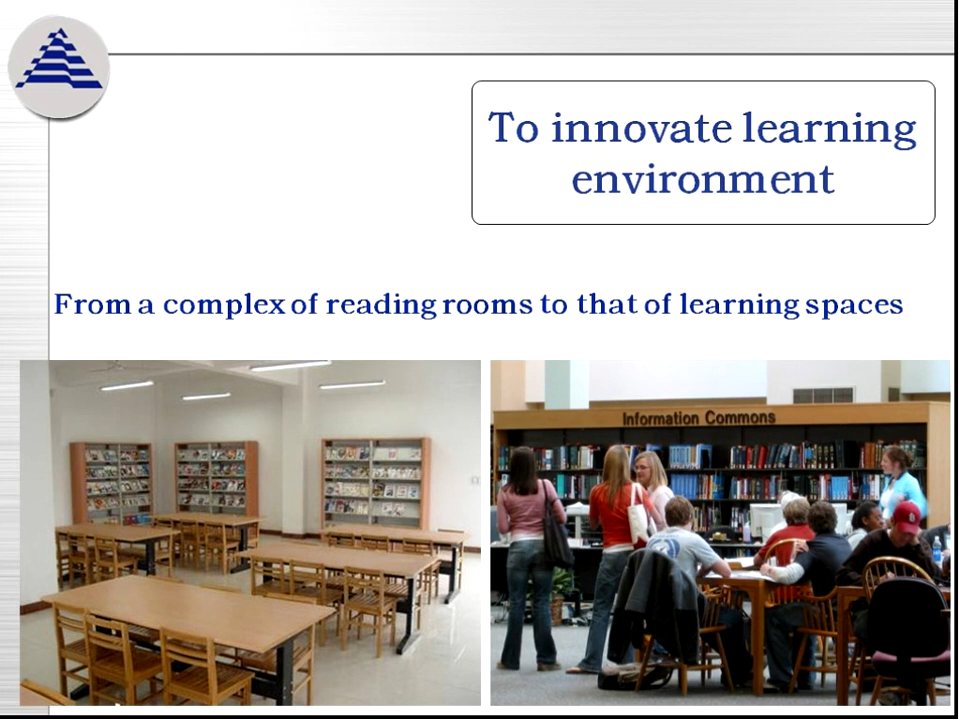 To innovate learning
environment
From a complex of reading rooms to that of learning spaces
Information Commons